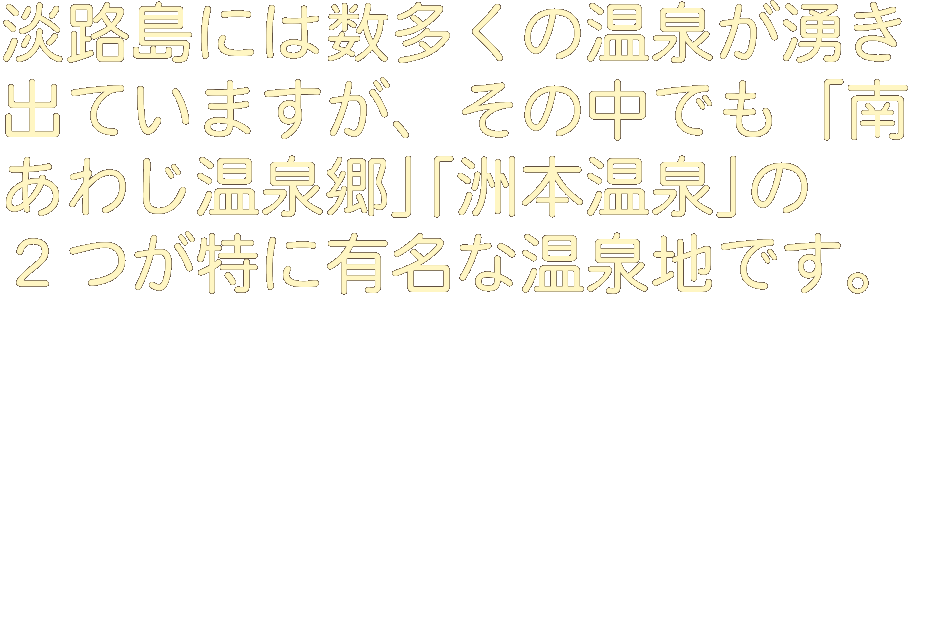 淡路島には数多くの温泉が湧き
出ていますが、その中でも「南
あわじ温泉郷」「洲本温泉」の
２つが特に有名な温泉地です。